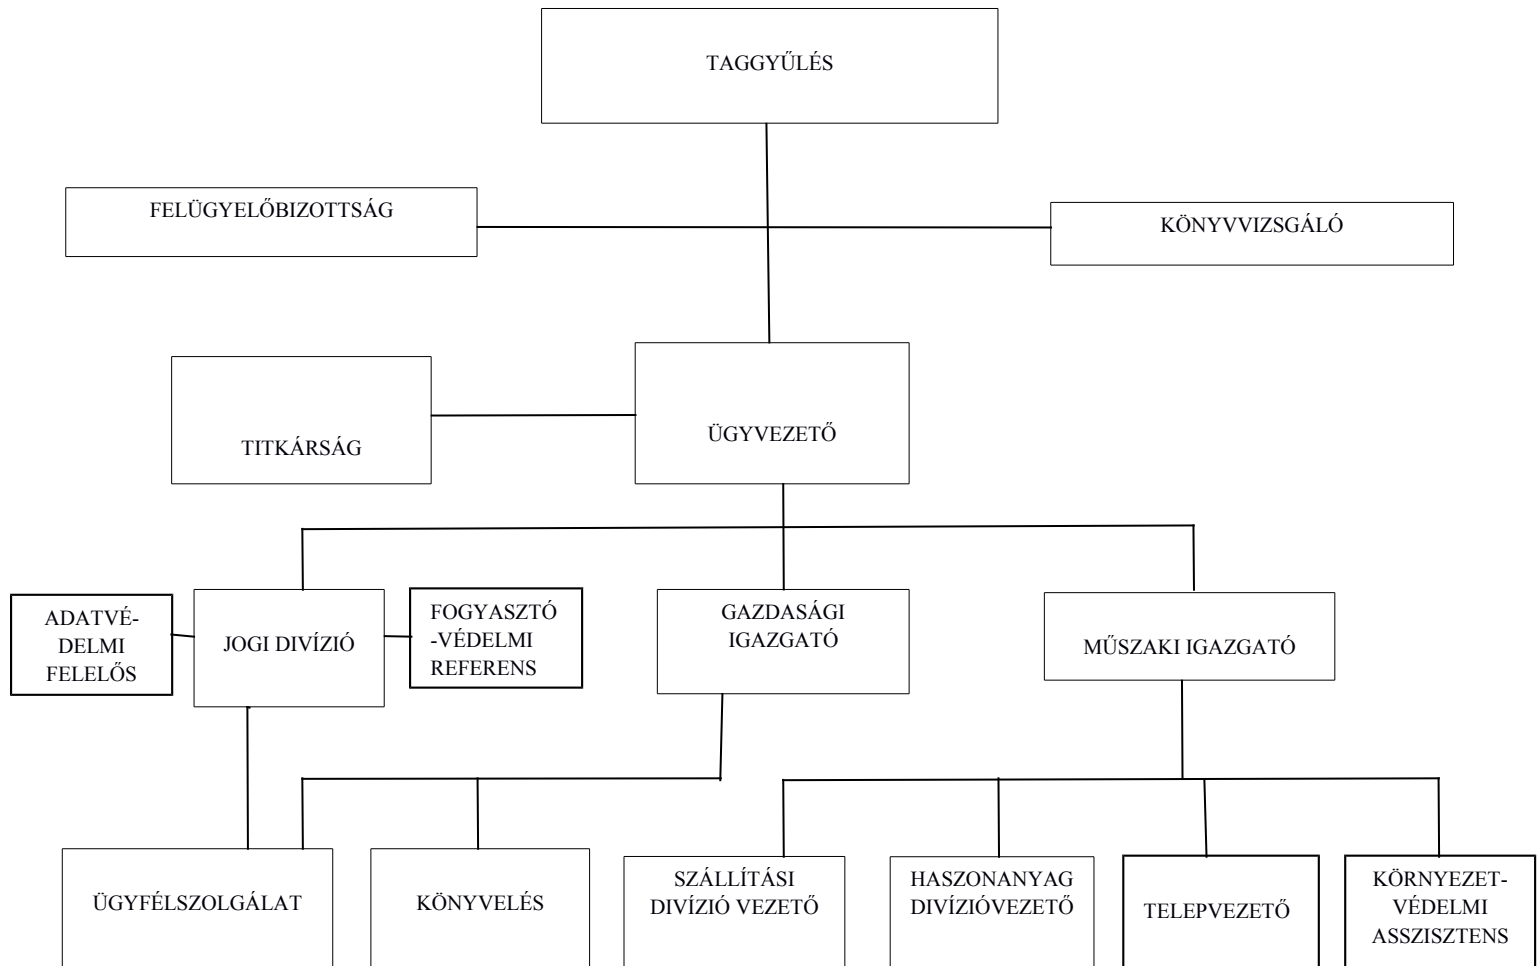 TAGGYŰLÉS
FELÜGYELŐBIZOTTSÁG
KÖNYVVIZSGÁLÓ
TITKÁRSÁG
ÜGYVEZETŐ
ADATVÉ-
DELMI
FELELŐS
JOGI DIVÍZIÓ
FOGYASZTÓ
-VÉDELMI
REFERENS
GAZDASÁGI
IGAZGATÓ
MŰSZAKI IGAZGATÓ
ÜGYFÉLSZOLGÁLAT
KÖNYVELÉS
SZÁLLÍTÁSI
DIVÍZIÓ VEZETŐ
HASZONANYAG
DIVÍZIÓVEZETŐ
TELEPVEZETŐ
KÖRNYEZET-
VÉDELMI
ASSZISZTENS